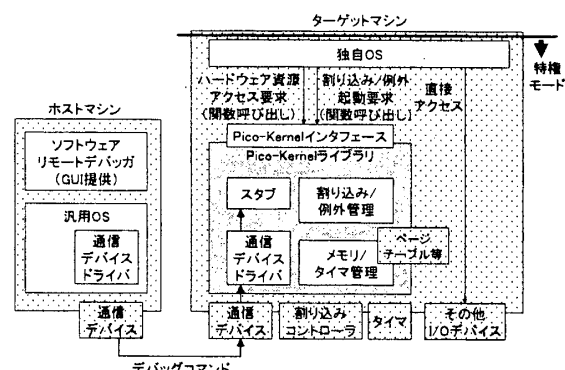 ターゲットマシン
独自OS
特権
モード
ハードウェア資源
アクセス要求
(関数呼び出し)
割り込み/例外
起動要求
(関数呼び出し)
直接
アクセス
ホストマシン
ソフトウェア
リモートデバッガ
(GUI提供)
汎用OS
通信
デバイス
ドライバ
通信
デバイス
Pico-Kernelインタフェース
Pico-Kernelライブラリ
スタブ
割り込み/
例外管理
通信
デバイス
ドライバ
メモリ/
タイマ管理
ページ
テーブル等
通信
デバイス
割り込み
コントローラ
タイマ
その他
I/Oデバイス
デバッグコマンド